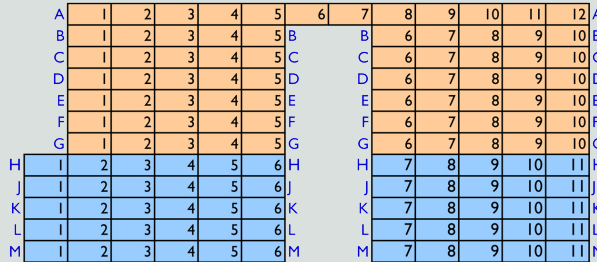 A 1 2 3 4 5 6 7 8 9 10 11 12
B 1 2 3 4 5 B B 6 7 8 9 10
C 1 2 3 4 5 C C 6 7 8 9 10
D 1 2 3 4 5 D D 6 7 8 9 10
E 1 2 3 4 5 E E 6 7 8 9 10
F 1 2 3 4 5 F F 6 7 8 9 10
G 1 2 3 4 5 G G 6 7 8 9 10
H 1 2 3 4 5 6 H H 7 8 9 10 11
J 1 2 3 4 5 6 J J 7 8 9 10 11
K 1 2 3 4 5 6 K K 7 8 9 10 11
L 1 2 3 4 5 6 L L 7 8 9 10 11
M 1 2 3 4 5 6 M M 7 8 9 10 11